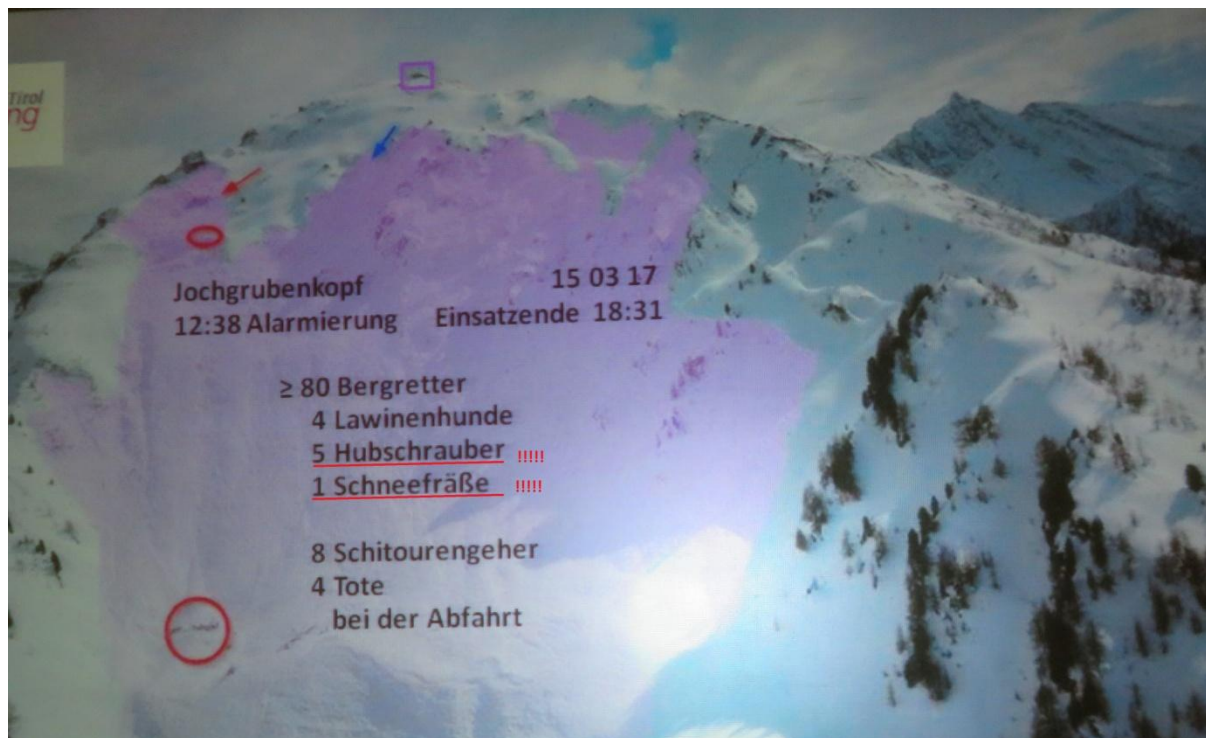 Tirol
ng
Jochgrubenkopf 15 03 17
12:38 Alarmierung Einsatzende 18:31
≥ 80 Bergretter
4 Lawinenhunde
5 Hubschrauber !!!!!
1 Schneefräße !!!!!
8 Schitourengeher
4 Tote
bei der Abfahrt